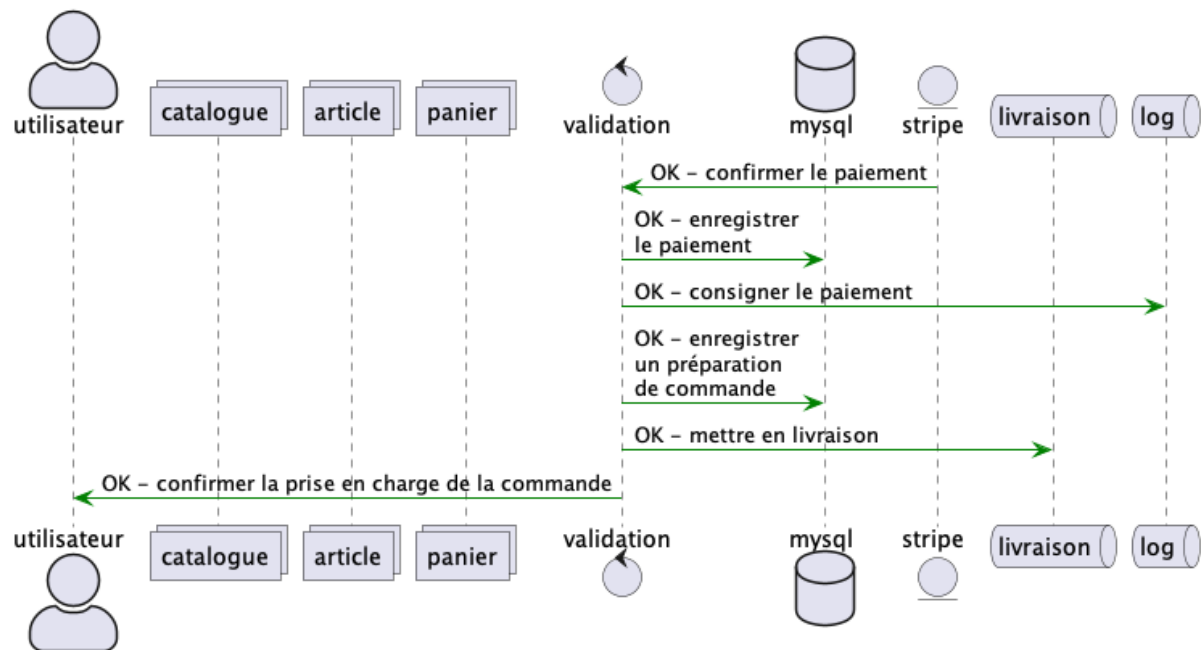 utilisateur
catalogue
article
panier
validation
mysql
stripe
livraison
log
OK – confirmer le paiement
OK – enregistrer
le paiement
OK – consigner le paiement
OK – enregistrer
un préparation
de commande
OK – mettre en livraison
OK – confirmer la prise en charge de la commande
utilisateur
catalogue
article
panier
validation
mysql
stripe
livraison
log